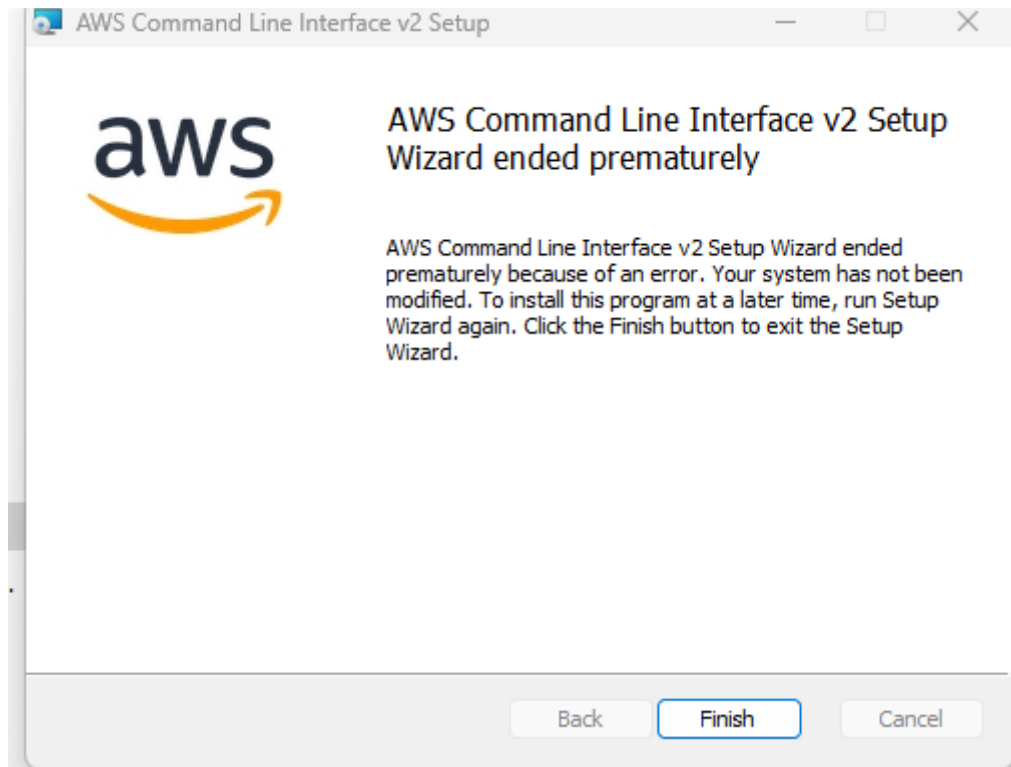 AWS Command Line Interface v2 Setup
aws
AWS Command Line Interface v2 Setup
Wizard ended prematurely
AWS Command Line Interface v2 Setup Wizard ended
prematurely because of an error. Your system has not been
modified. To install this program at a later time, run Setup
Wizard again. Click the Finish button to exit the Setup
Wizard.
Back Finish Cancel